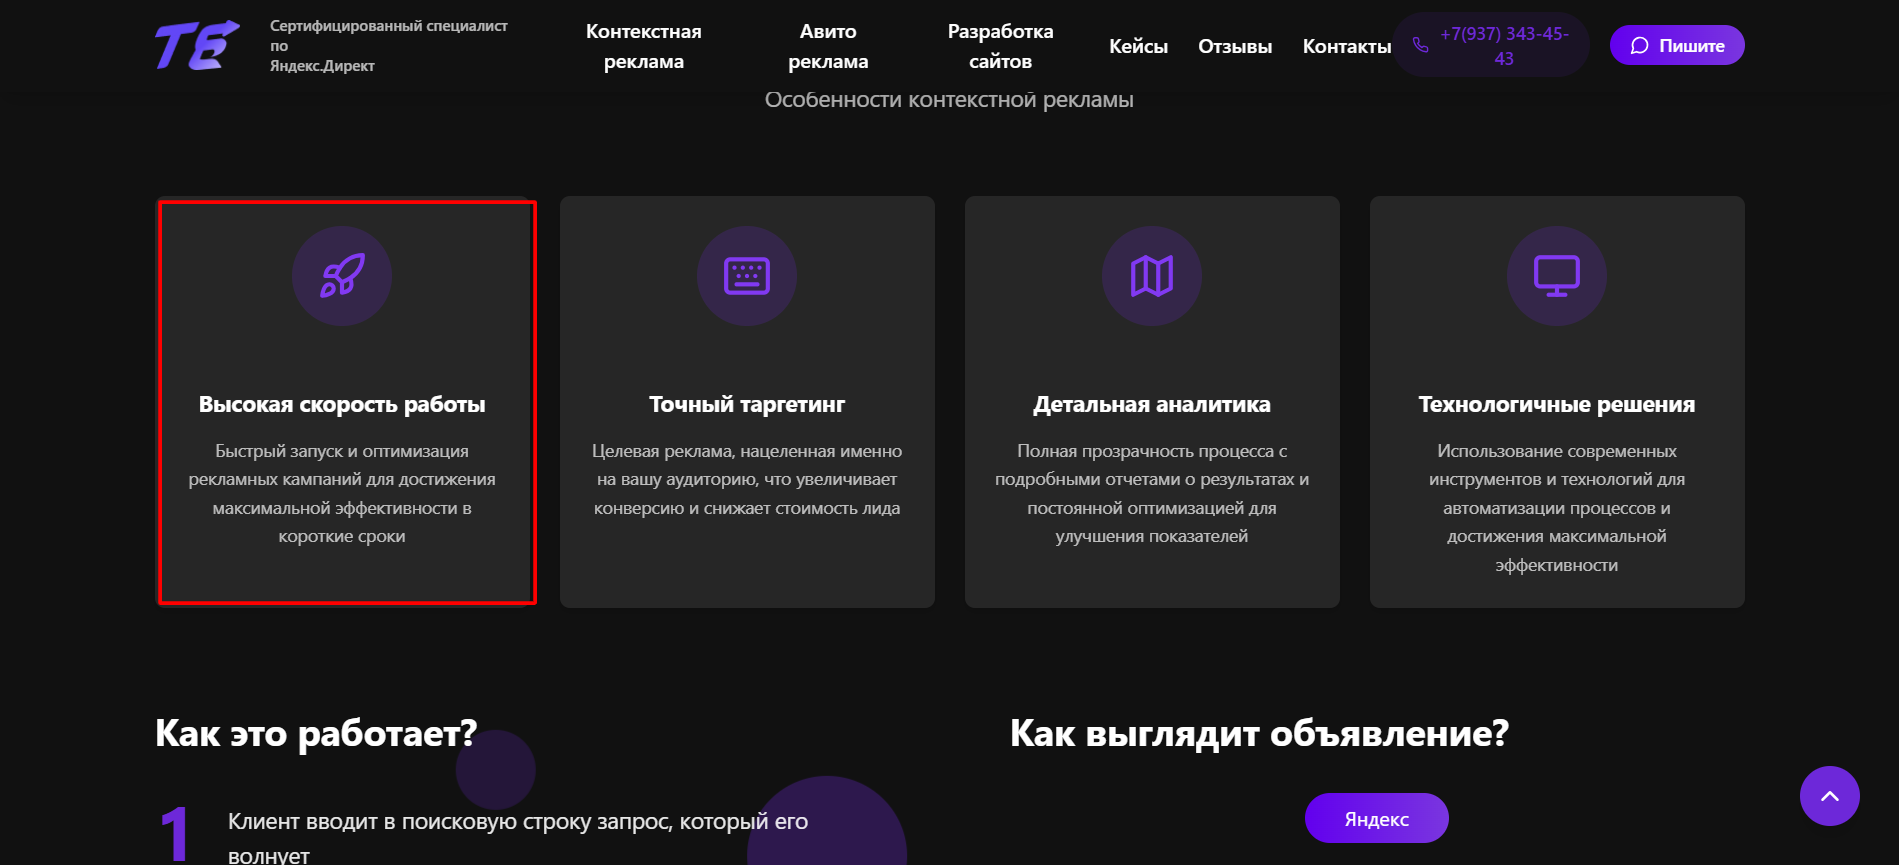 TE
Сертифицированный специалист
по
Яндекс.Директ
Контекстная
реклама
Авито
реклама
Разработка
сайтов
Кейсы
Отзывы
Контакты
+7(937) 343-45-
43
Пишите
Особенности контекстной рекламы
Высокая скорость работы
Быстрый запуск и оптимизация
рекламных кампаний для достижения
максимальной эффективности в
короткие сроки
Точный таргетинг
Целевая реклама, нацеленная именно
на вашу аудиторию, что увеличивает
конверсию и снижает стоимость лида
Детальная аналитика
Полная прозрачность процесса с
подробными отчетами о результатах и
постоянной оптимизацией для
улучшения показателей
Технологичные решения
Использование современных
инструментов и технологий для
автоматизации процессов и
достижения максимальной
эффективности
Как это работает?
1
Клиент вводит в поисковую строку запрос, который его
волнует
Как выглядит объявление?
Яндекс